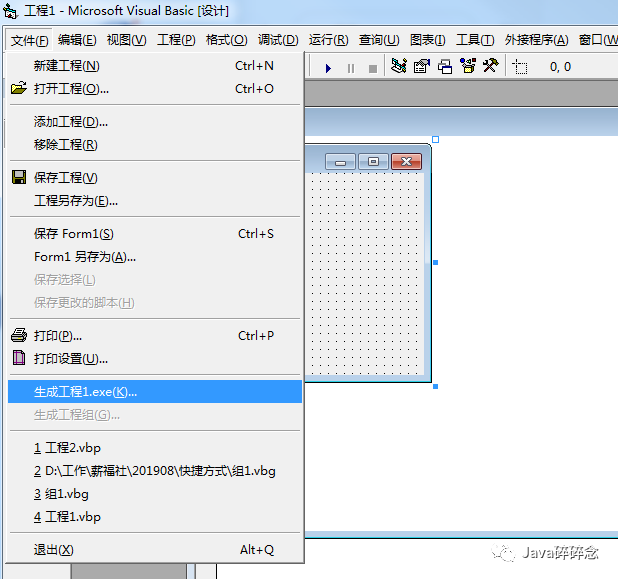 工程1 - Microsoft Visual Basic [设计]
文件(F) 编辑(E) 视图(V) 工程(P) 格式(O) 调试(D) 运行(R) 查询(U) 图表(I) 工具(T) 外接程序(A) 窗口(W
新建工程(N) Ctrl+N
打开工程(O)... Ctrl+O
0, 0
添加工程(D)...
移除工程(R)
保存工程(V)
工程另存为(E)...
保存 Form1(S) Ctrl+S
Form1 另存为(A)...
保存选择(L)
保存更改的脚本(H)
打印(P)... Ctrl+P
打印设置(U)...
生成工程1.exe(K)...
生成工程组(G)...
1 工程2.vbp
2 D:\工作\薪福社\201908\快捷方式\组1.vbg
3 组1.vbg
4 工程1.vbp
退出(X) Alt+Q
Java碎碎念